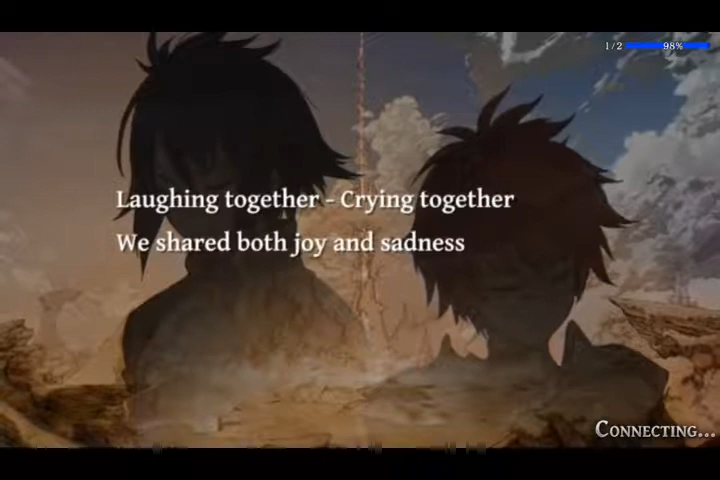 1/2 98%
Laughing together - Crying together
We shared both joy and sadness
Connecting...